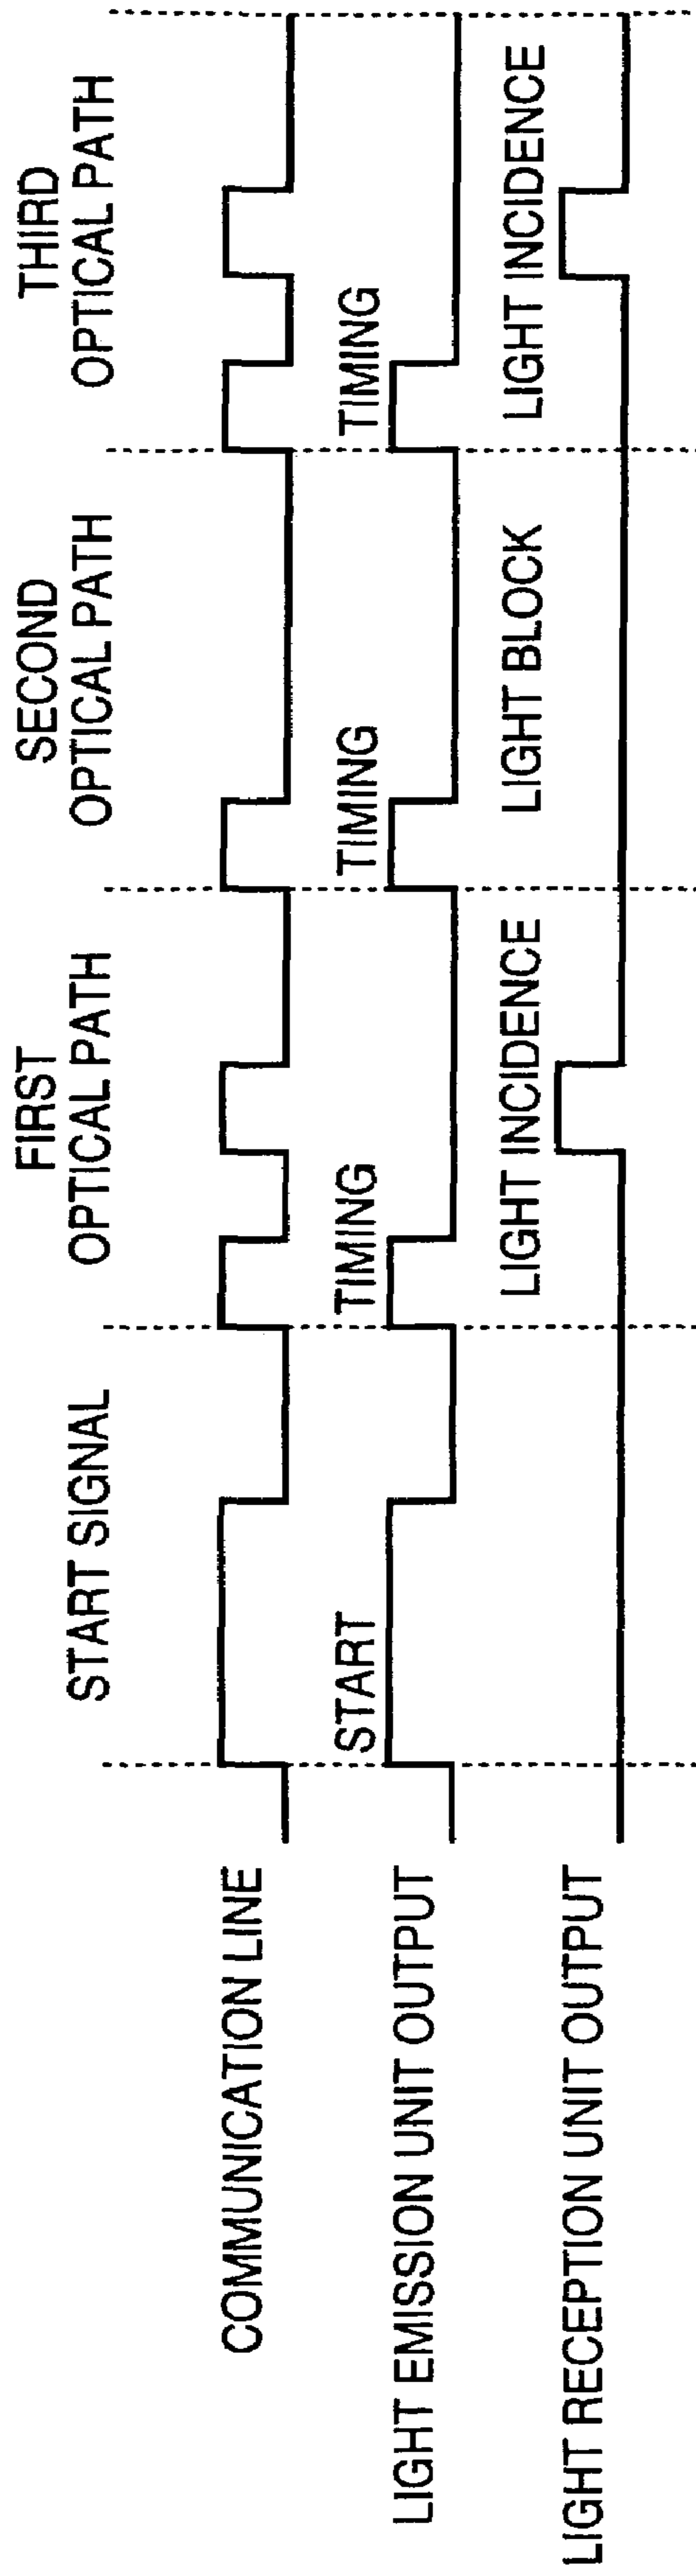 START SIGNAL
FIRST
OPTICAL PATH
SECOND
OPTICAL PATH
THIRD
OPTICAL PATH
COMMUNICATION LINE
START
TIMING
TIMING
TIMING
LIGHT EMISSION UNIT OUTPUT
LIGHT INCIDENCE
LIGHT BLOCK
LIGHT INCIDENCE
LIGHT RECEPTION UNIT OUTPUT